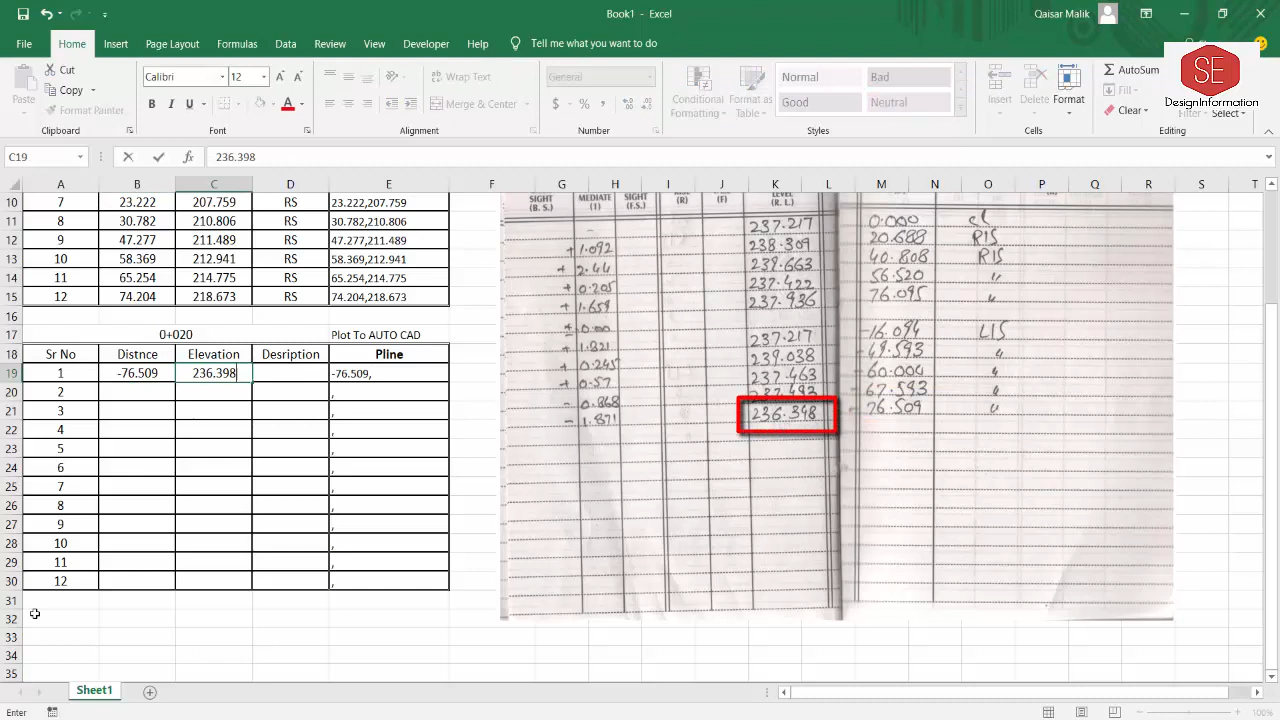 Book1 - Excel
Qaisar Malik
File Home Insert Page Layout Formulas Data Review View Developer Help Tell me what you want to do
SE
DesignInformation
Paste
Cut
Copy
Format Painter
Clipboard
Calibri 12
B I U
Font
Wrap Text
Merge & Center
Alignment
General
Number
Conditional Formatting
Format as Table
Normal Bad
Good Neutral
Styles
Insert Delete Format
Cells
AutoSum
Fill
Clear
Filter Select
Editing
C19 fx 236.398
A B C D E F G H I J K L M N O P Q R S T
10 7 23.222 207.759 RS 23.222,207.759
11 8 30.782 210.806 RS 30.782,210.806
12 9 47.277 211.489 RS 47.277,211.489
13 10 58.369 212.941 RS 58.369,212.941
14 11 65.254 214.775 RS 65.254,214.775
15 12 74.204 218.673 RS 74.204,218.673
16
17 0+020 Plot To AUTO CAD
18 Sr No Distnce Elevation Desription Pline
19 1 -76.509 236.398 -76.509,
20 2 ,
21 3 ,
22 4 ,
23 5 ,
24 6 ,
25 7 ,
26 8 ,
27 9 ,
28 10 ,
29 11 ,
30 12 ,
31
32
33
34
35
SIGHT (B. S.) MEDIATE (1) SIGHT (F.S.) (R) (F) LEVEL (R. L.)
237.217 0.000 CL
+1.092 238.309 20.688 RIS
+ 2.44 239.663 40.808 RIS
+ 0.205 237.422 56.520 "
+ 1.659 237.936 76.095 "
± 0.00 237.217 -16.094 LIS
+ 1.821 239.038 -49.593 "
+ 0.245 237.463 -60.004 "
+ 0.57 237.493 -67.593 "
- 0.868 236.398 -76.509 "
- 1.871
Sheet1
Enter
100%